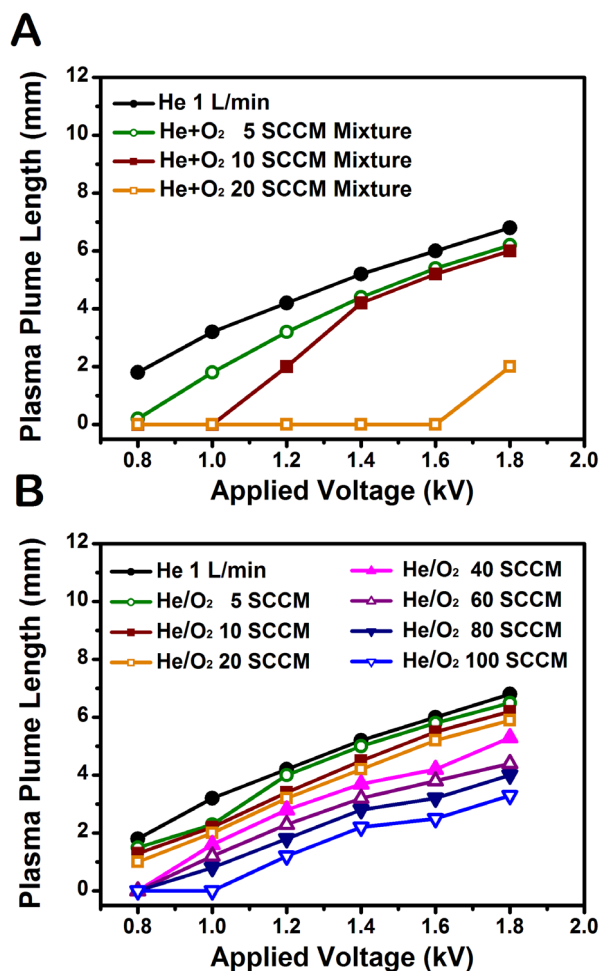 A
12
10
8
6
4
2
0
Plasma Plume Length (mm)
He 1 L/min
He+O₂ 5 SCCM Mixture
He+O₂ 10 SCCM Mixture
He+O₂ 20 SCCM Mixture
0.8 1.0 1.2 1.4 1.6 1.8 2.0
Applied Voltage (kV)
B
12
10
8
6
4
2
0
Plasma Plume Length (mm)
He 1 L/min
He/O₂ 5 SCCM
He/O₂ 10 SCCM
He/O₂ 20 SCCM
He/O₂ 40 SCCM
He/O₂ 60 SCCM
He/O₂ 80 SCCM
He/O₂ 100 SCCM
0.8 1.0 1.2 1.4 1.6 1.8 2.0
Applied Voltage (kV)